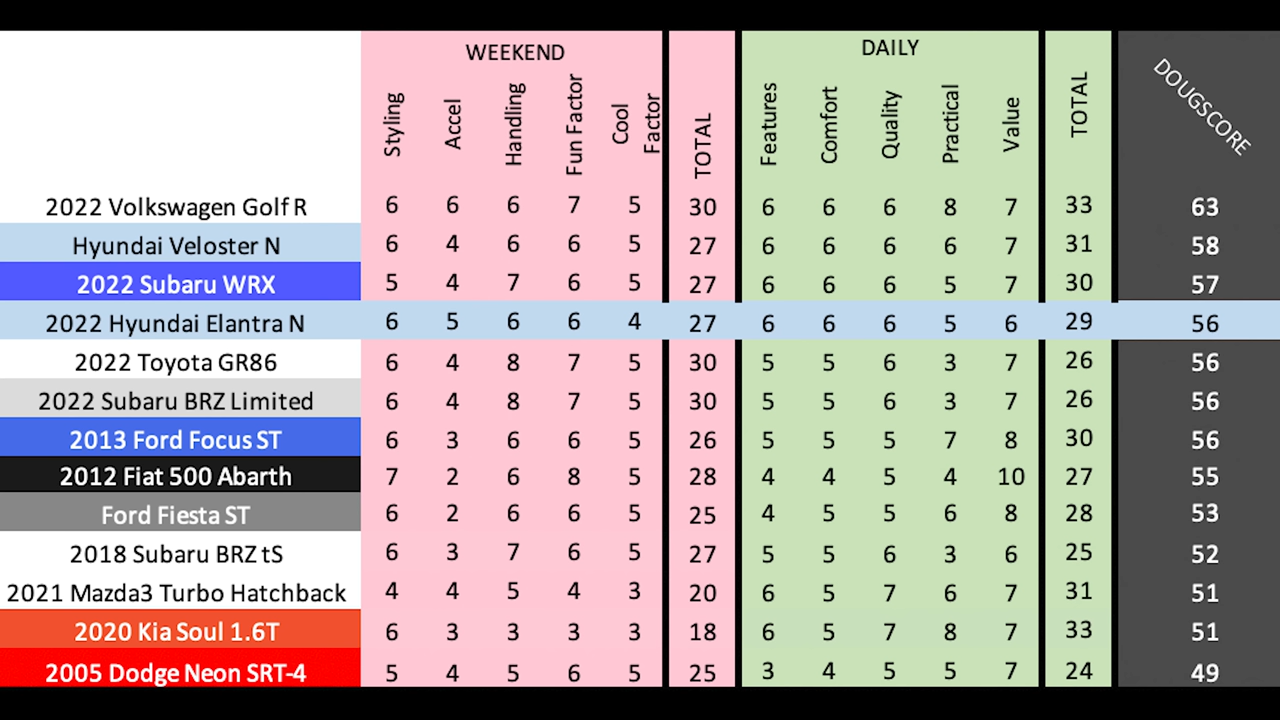 WEEKEND DAILY
Styling Accel Handling Fun Factor Cool Factor TOTAL Features Comfort Quality Practical Value TOTAL DOUGSCORE
2022 Volkswagen Golf R 6 6 6 7 5 30 6 6 6 8 7 33 63
Hyundai Veloster N 6 4 6 6 5 27 6 6 6 6 7 31 58
2022 Subaru WRX 5 4 7 6 5 27 6 6 6 5 7 30 57
2022 Hyundai Elantra N 6 5 6 6 4 27 6 6 6 5 6 29 56
2022 Toyota GR86 6 4 8 7 5 30 5 5 6 3 7 26 56
2022 Subaru BRZ Limited 6 4 8 7 5 30 5 5 6 3 7 26 56
2013 Ford Focus ST 6 3 6 6 5 26 5 5 5 7 8 30 56
2012 Fiat 500 Abarth 7 2 6 8 5 28 4 4 5 4 10 27 55
Ford Fiesta ST 6 2 6 6 5 25 4 5 5 6 8 28 53
2018 Subaru BRZ tS 6 3 7 6 5 27 5 5 6 3 6 25 52
2021 Mazda3 Turbo Hatchback 4 4 5 4 3 20 6 5 7 6 7 31 51
2020 Kia Soul 1.6T 6 3 3 3 3 18 6 5 7 8 7 33 51
2005 Dodge Neon SRT-4 5 4 5 6 5 25 3 4 5 5 7 24 49